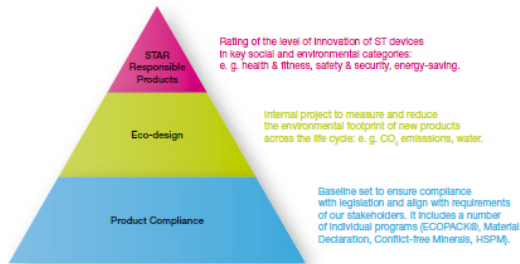 STAR
Responsible
Products
Rating of the level of innovation of ST devices
in key social and environmental categories:
e. g. health & fitness, safety & security, energy-saving.
Eco-design
Internal project to measure and reduce
the environmental footprint of new products
across the life cycle: e. g. CO₂ emissions, water.
Product Compliance
Baseline set to ensure compliance
with legislation and align with requirements
of our stakeholders. It includes a number
of individual programs (ECOPACK®, Material
Declaration, Conflict-free Minerals, HSPM).